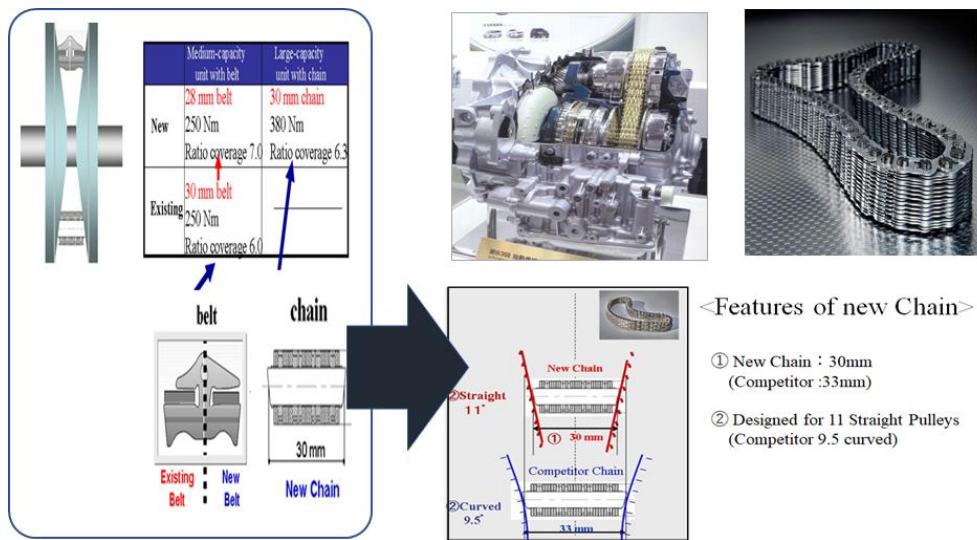 Medium-capacity
unit with belt
Large-capacity
unit with chain
New
28 mm belt
250 Nm
Ratio coverage 7.0
30 mm chain
380 Nm
Ratio coverage 6.3
Existing
30 mm belt
250 Nm
Ratio coverage 6.0
belt
chain
30 mm
Existing
Belt
New
Belt
New Chain
New Chain
②Straight
11°
① 30 mm
Competitor Chain
②Curved
9.5°
33 mm
<Features of new Chain>
① New Chain : 30mm
(Competitor :33mm)
② Designed for 11 Straight Pulleys
(Competitor 9.5 curved)